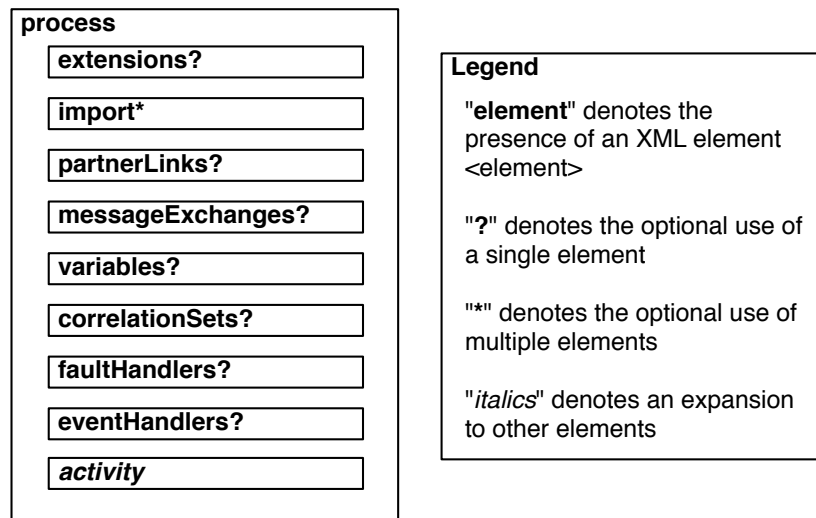 process
extensions?
import*
partnerLinks?
messageExchanges?
variables?
correlationSets?
faultHandlers?
eventHandlers?
activity
Legend
"element" denotes the
presence of an XML element
<element>
"?" denotes the optional use of
a single element
"*" denotes the optional use of
multiple elements
"italics" denotes an expansion
to other elements